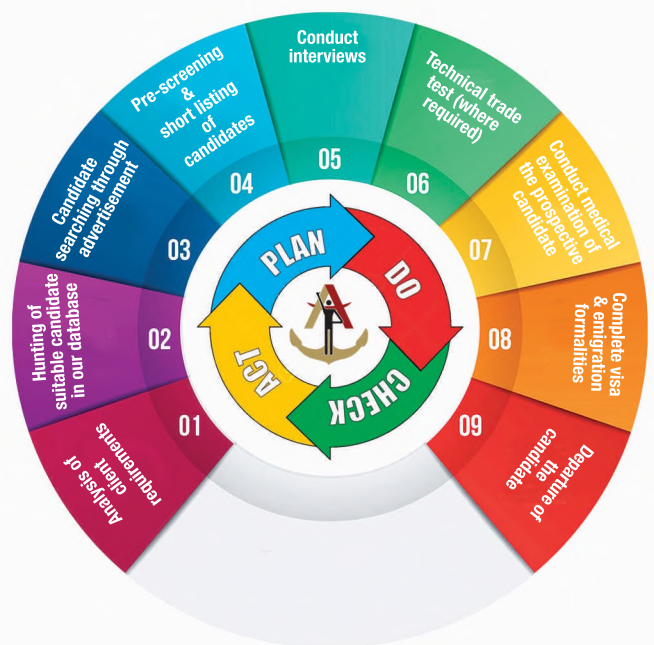 Analysis of
client
requirements
01
Hunting of
suitable candidate
in our database
02
Candidate
searching through
advertisement
03
Pre-screening
&
short listing
of
candidates
04
Conduct
interviews
05
Technical trade
test (where
required)
06
Conduct medical
examination of
the prospective
candidate
07
Complete visa
& emigration
formalities
08
Departure of
the
candidate
09
PLAN
DO
CHECK
ACT